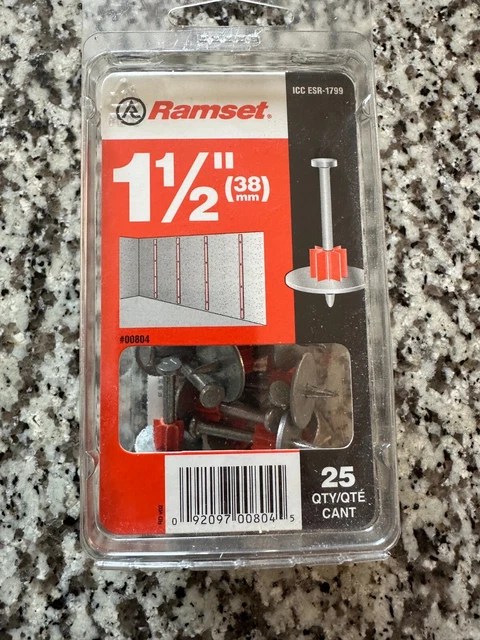 ICC ESR-1799
Ramset.
1½" (38 mm)
#00804
25
QTY/QTÉ
CANT
0 92097 00804 5